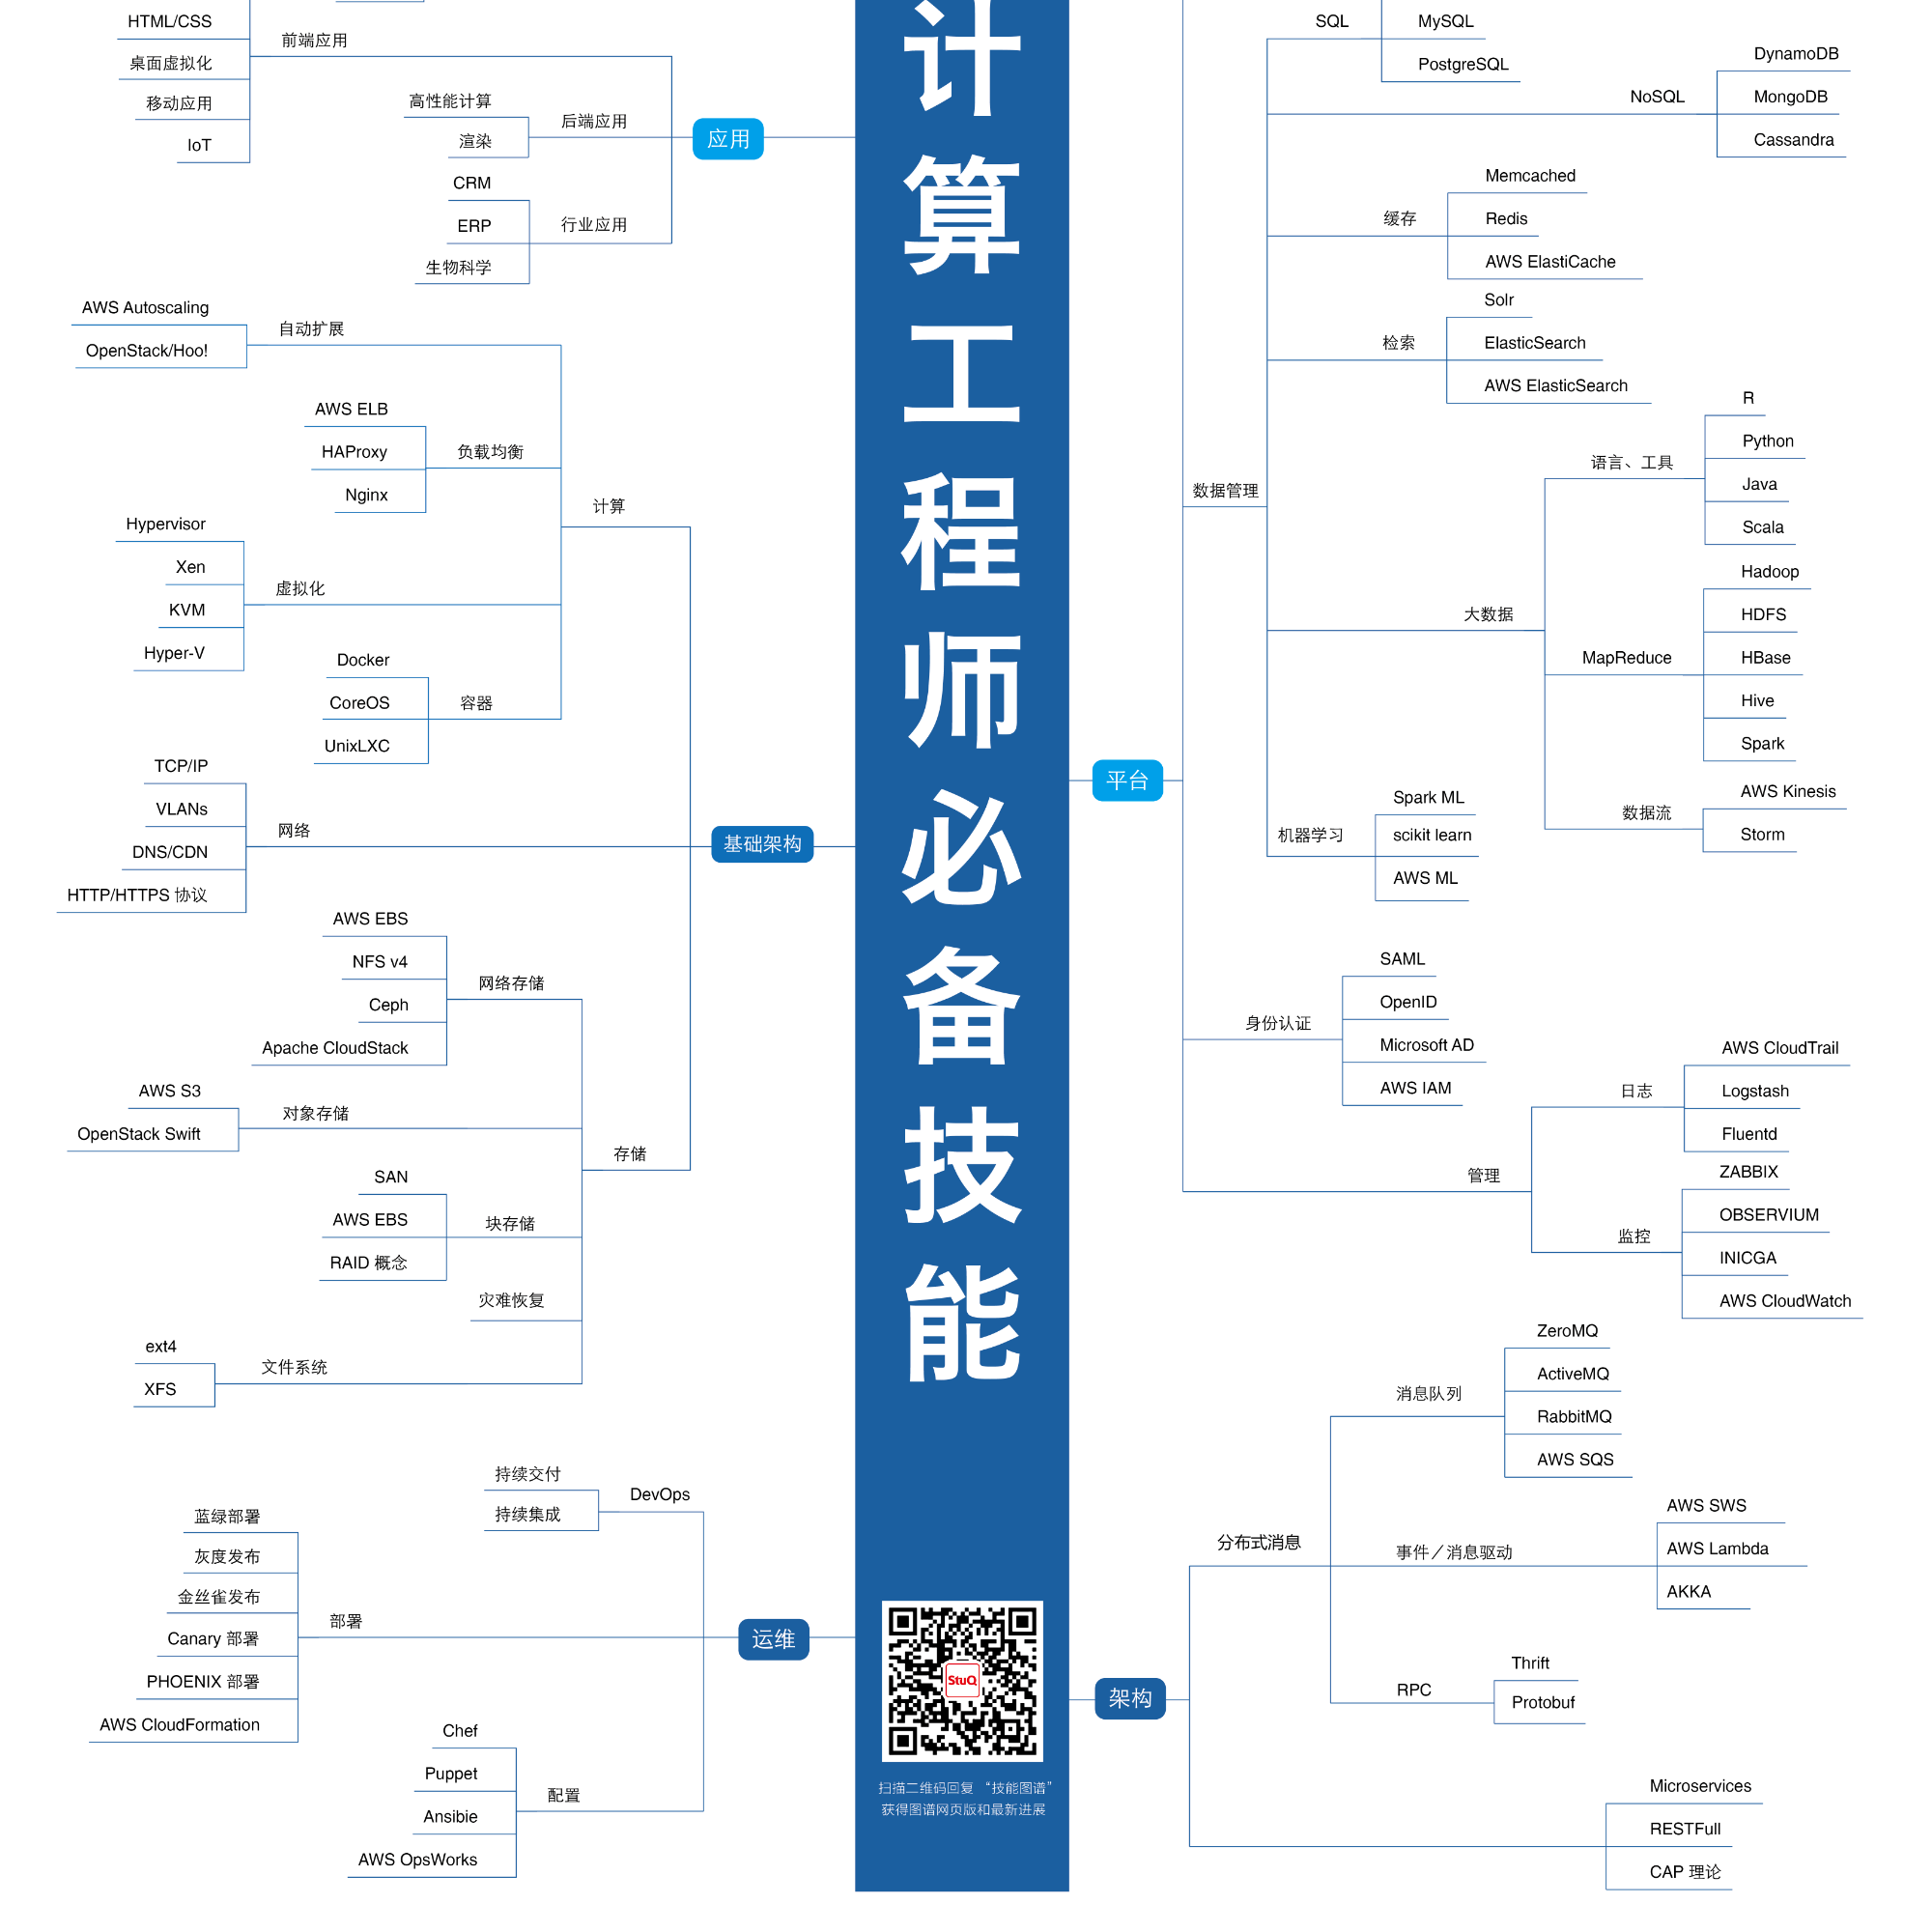 HTML/CSS
桌面虚拟化
移动应用
IoT
前端应用
高性能计算
渲染
后端应用
CRM
ERP
生物科学
行业应用
应用
AWS Autoscaling
OpenStack/Hoo!
自动扩展
AWS ELB
HAProxy
Nginx
负载均衡
计算
Hypervisor
Xen
KVM
Hyper-V
虚拟化
Docker
CoreOS
UnixLXC
容器
TCP/IP
VLANs
DNS/CDN
HTTP/HTTPS 协议
网络
基础架构
AWS EBS
NFS v4
Ceph
Apache CloudStack
网络存储
AWS S3
OpenStack Swift
对象存储
存储
SAN
AWS EBS
RAID 概念
块存储
灾难恢复
ext4
XFS
文件系统
持续交付
持续集成
DevOps
蓝绿部署
灰度发布
金丝雀发布
Canary 部署
PHOENIX 部署
AWS CloudFormation
部署
运维
Chef
Puppet
Ansibie
AWS OpsWorks
配置
计
算
工
程
师
必
备
技
能
StuQ
扫描二维码回复 “技能图谱”
获得图谱网页版和最新进展
SQL
MySQL
PostgreSQL
NoSQL
DynamoDB
MongoDB
Cassandra
缓存
Memcached
Redis
AWS ElastiCache
检索
Solr
ElasticSearch
AWS ElasticSearch
数据管理
语言、工具
R
Python
Java
Scala
大数据
MapReduce
Hadoop
HDFS
HBase
Hive
Spark
数据流
AWS Kinesis
Storm
平台
机器学习
Spark ML
scikit learn
AWS ML
身份认证
SAML
OpenID
Microsoft AD
AWS IAM
管理
日志
AWS CloudTrail
Logstash
Fluentd
监控
ZABBIX
OBSERVIUM
INICGA
AWS CloudWatch
消息队列
ZeroMQ
ActiveMQ
RabbitMQ
AWS SQS
分布式消息
事件／消息驱动
AWS SWS
AWS Lambda
AKKA
RPC
Thrift
Protobuf
架构
Microservices
RESTFull
CAP 理论